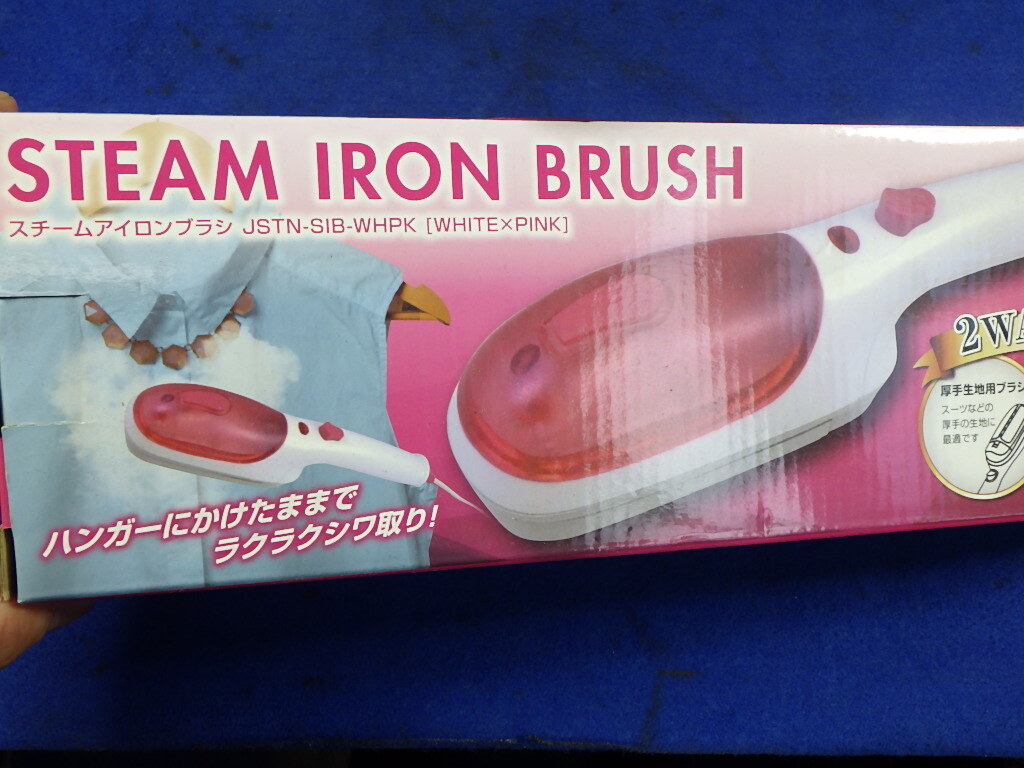 STEAM IRON BRUSH
スチームアイロンブラシ JSTN-SIB-WHPK [WHITE×PINK]
2WA
厚手生地用ブラシ
スーツなどの
厚手の生地に
最適です
ハンガーにかけたままで
ラクラクシワ取り!